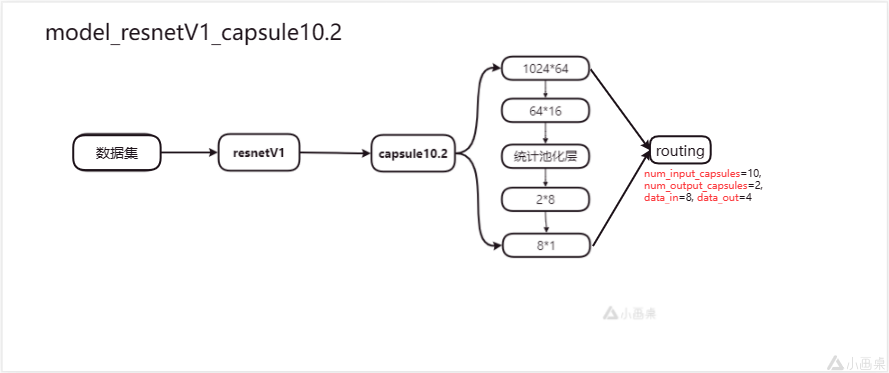 model_resnetV1_capsule10.2
数据集
resnetV1
capsule10.2
1024*64
64*16
统计池化层
2*8
8*1
routing
num_input_capsules=10,
num_output_capsules=2,
data_in=8, data_out=4
小画桌
小画桌